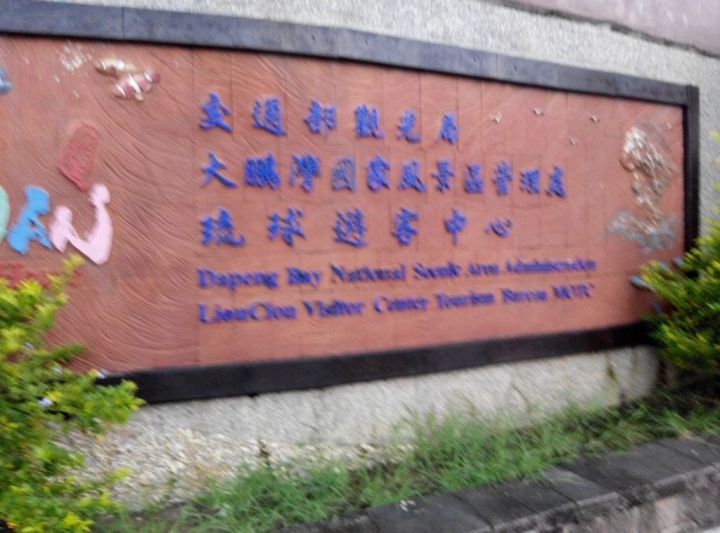 交通部觀光局
大鵬灣國家風景區管理處
琉球遊客中心
Dapeng Bay National Scenic Area Administration
LiouCiou Visitor Center Tourism Bureau MOTC